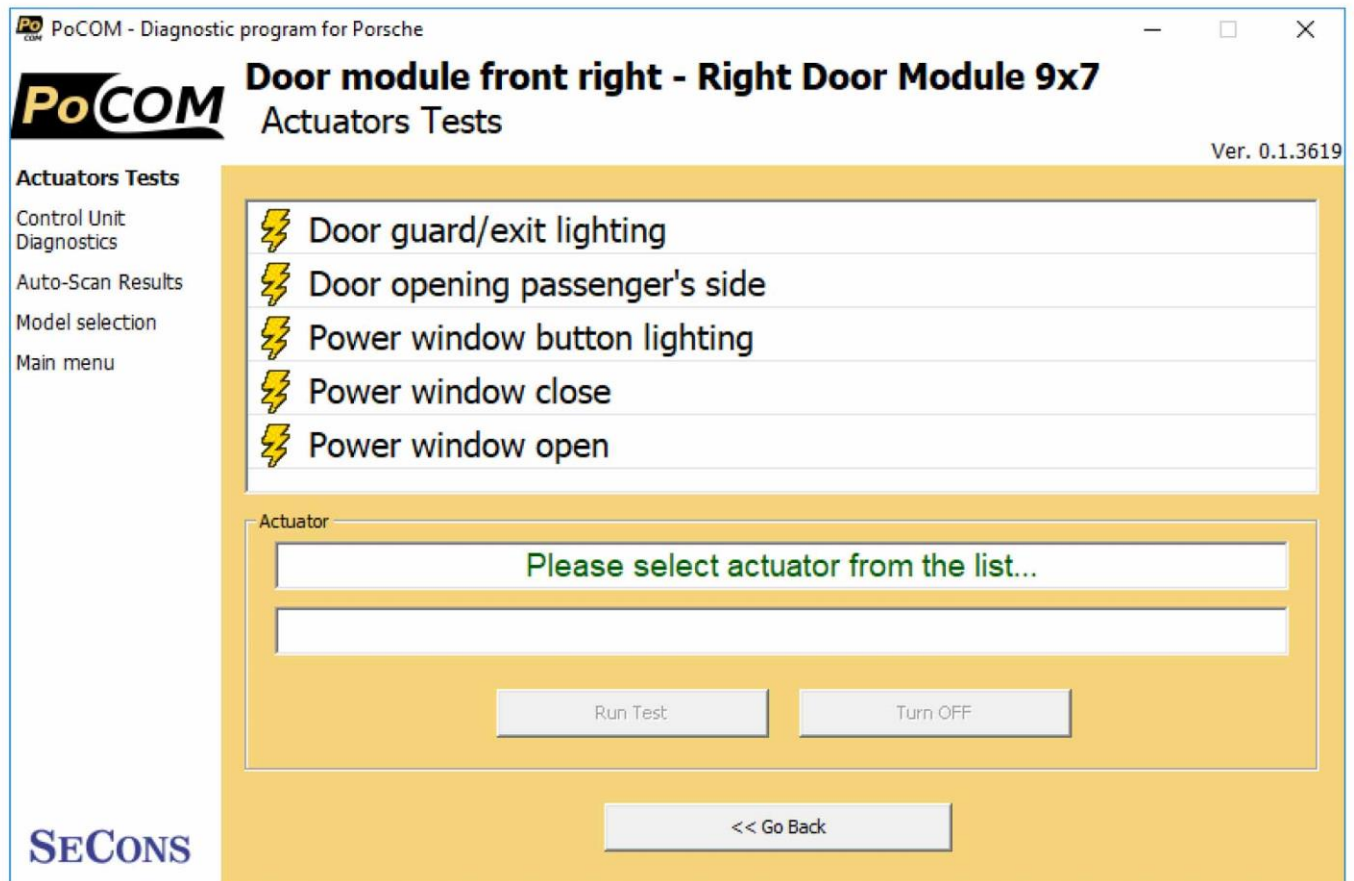 PoCOM - Diagnostic program for Porsche
PoCOM
Door module front right - Right Door Module 9x7
Actuators Tests
Ver. 0.1.3619
Actuators Tests
Control Unit
Diagnostics
Auto-Scan Results
Model selection
Main menu
Door guard/exit lighting
Door opening passenger's side
Power window button lighting
Power window close
Power window open
Actuator
Please select actuator from the list...
Run Test
Turn OFF
<< Go Back
SECONS